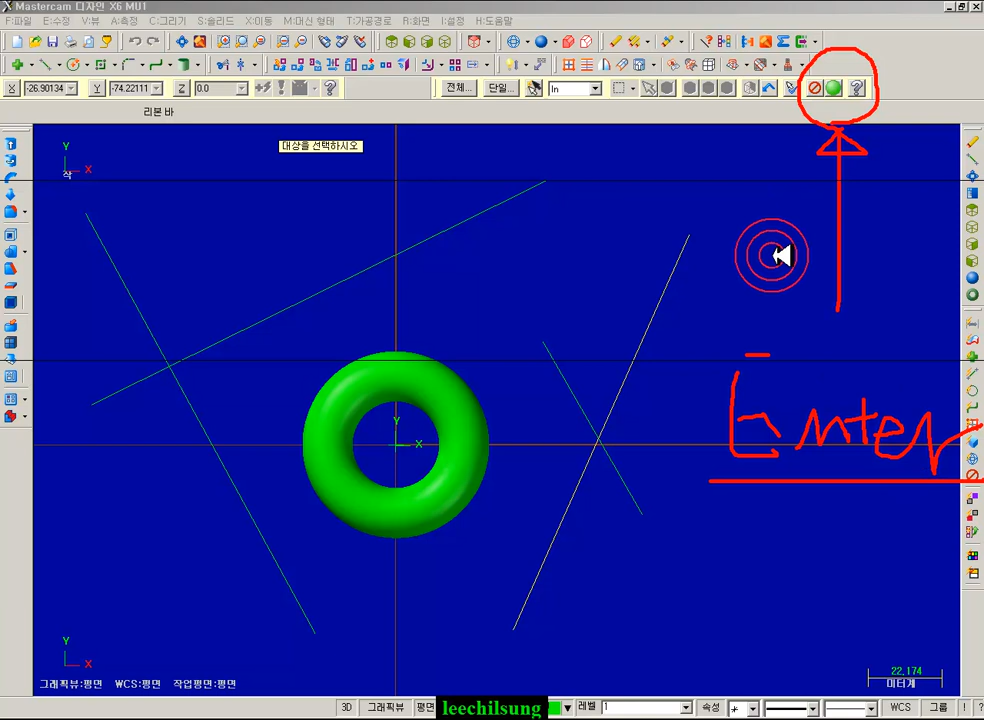 Mastercam 디자인 X6 MU1
F:파일 E:수정 V:뷰 A:측정 C:그리기 S:솔리드 X:이동 M:머신 형태 T:가공경로 R:화면 I:설정 H:도움말
X -26.90134 Y -74.22111 Z 0.0 전체... 단일... In
리본 바
대상을 선택하시오
Y
X
Enter
Y
X
Y
X
22.174
미터계
그래픽뷰:평면 WCS:평면 작업평면:평면
3D 그래픽뷰 평면 leechilsung 레벨 1 속성 WCS 그룹 ! ?